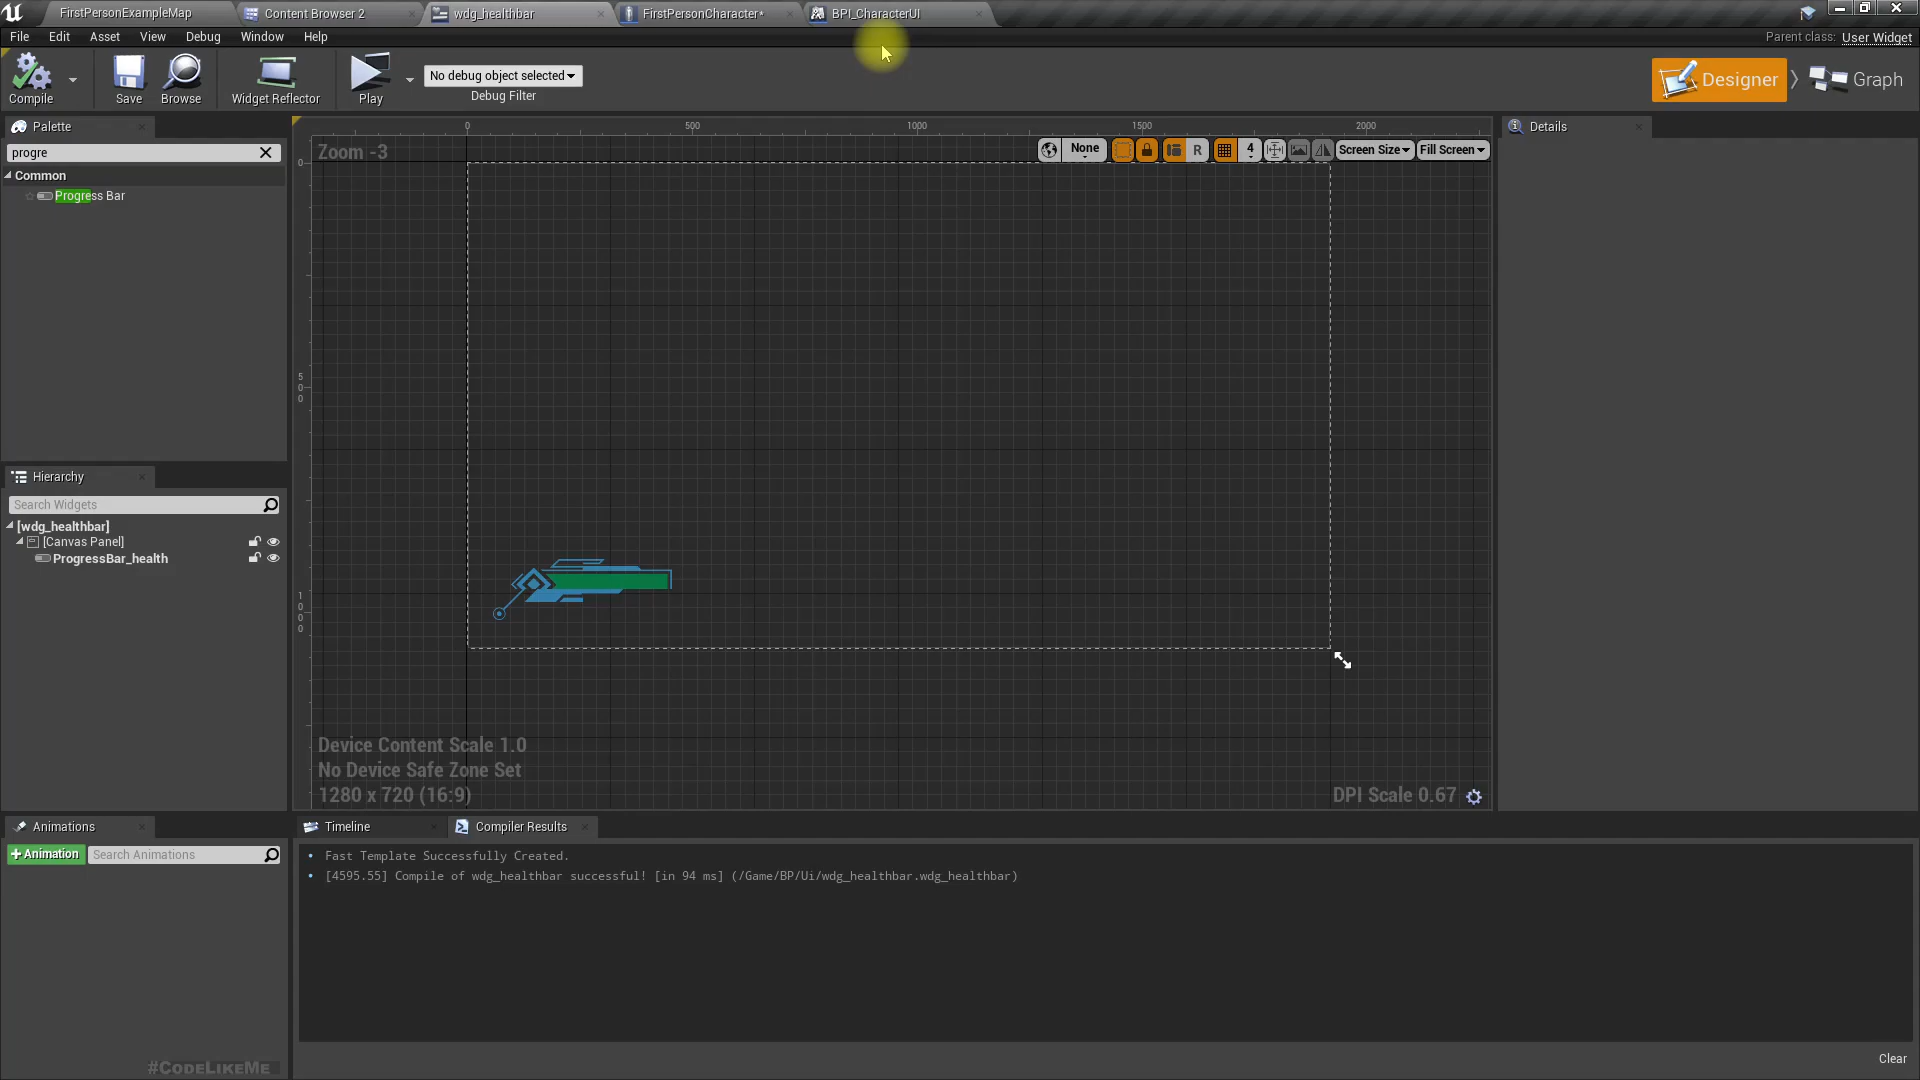 FirstPersonExampleMap
Content Browser 2
wdg_healthbar
FirstPersonCharacter*
BPI_CharacterUI
File Edit Asset View Debug Window Help
Parent class: User Widget
Compile
Save
Browse
Widget Reflector
Play
No debug object selected
Debug Filter
Designer
Graph
Palette
progre
Common
Progress Bar
Hierarchy
Search Widgets
[wdg_healthbar]
[Canvas Panel]
ProgressBar_health
Animations
+Animation
Search Animations
#CodeLikeMe
0 500 1000 1500 2000
Zoom -3
None
R
4
Screen Size
Fill Screen
0
500
1000
Device Content Scale 1.0
No Device Safe Zone Set
1280 x 720 (16:9)
DPI Scale 0.67
Details
Timeline
Compiler Results
Fast Template Successfully Created.
[4595.55] Compile of wdg_healthbar successful! [in 94 ms] (/Game/BP/Ui/wdg_healthbar.wdg_healthbar)
Clear